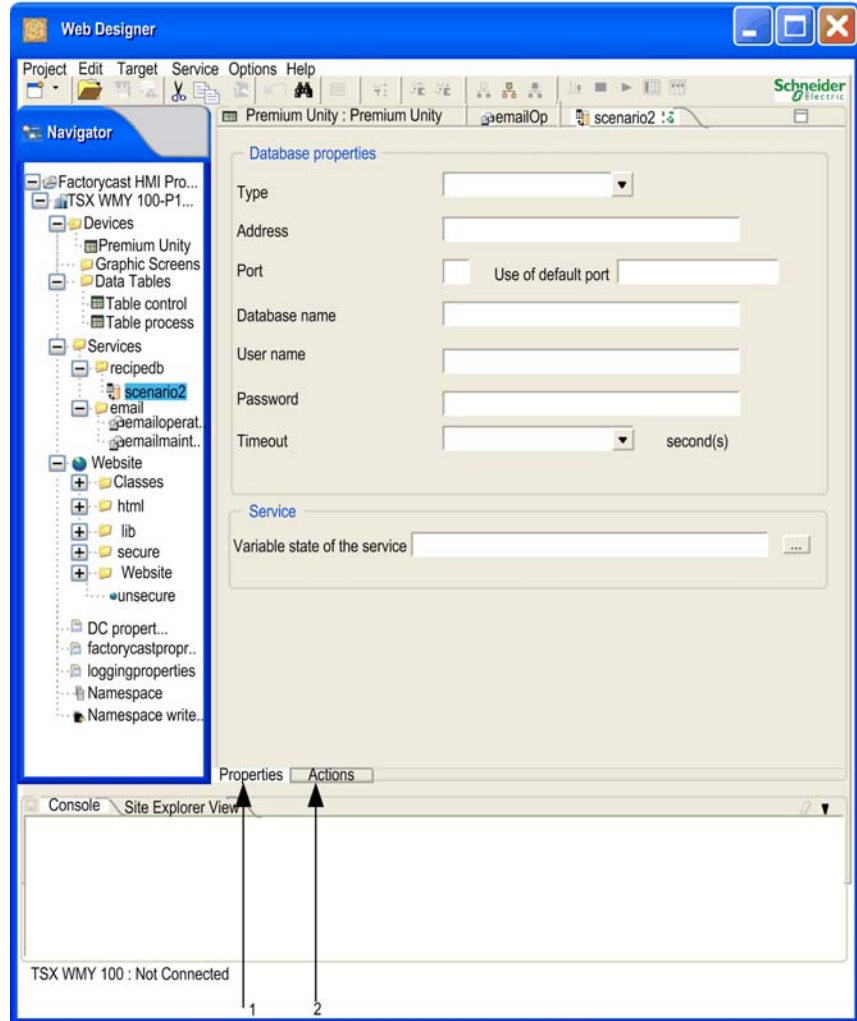 Web Designer
Project Edit Target Service Options Help
Schneider
Electric
Navigator
Premium Unity : Premium Unity
emailOp
scenario2
Factorycast HMI Pro...
TSX WMY 100-P1...
Devices
Premium Unity
Graphic Screens
Data Tables
Table control
Table process
Services
recipedb
scenario2
email
emailoperat.
emailmaint..
Website
Classes
html
lib
secure
Website
unsecure
DC propert...
factorycastpropr..
loggingproperties
Namespace
Namespace write..
Database properties
Type
Address
Port
Use of default port
Database name
User name
Password
Timeout
second(s)
Service
Variable state of the service
...
Properties
Actions
Console
Site Explorer View
TSX WMY 100 : Not Connected
1
2